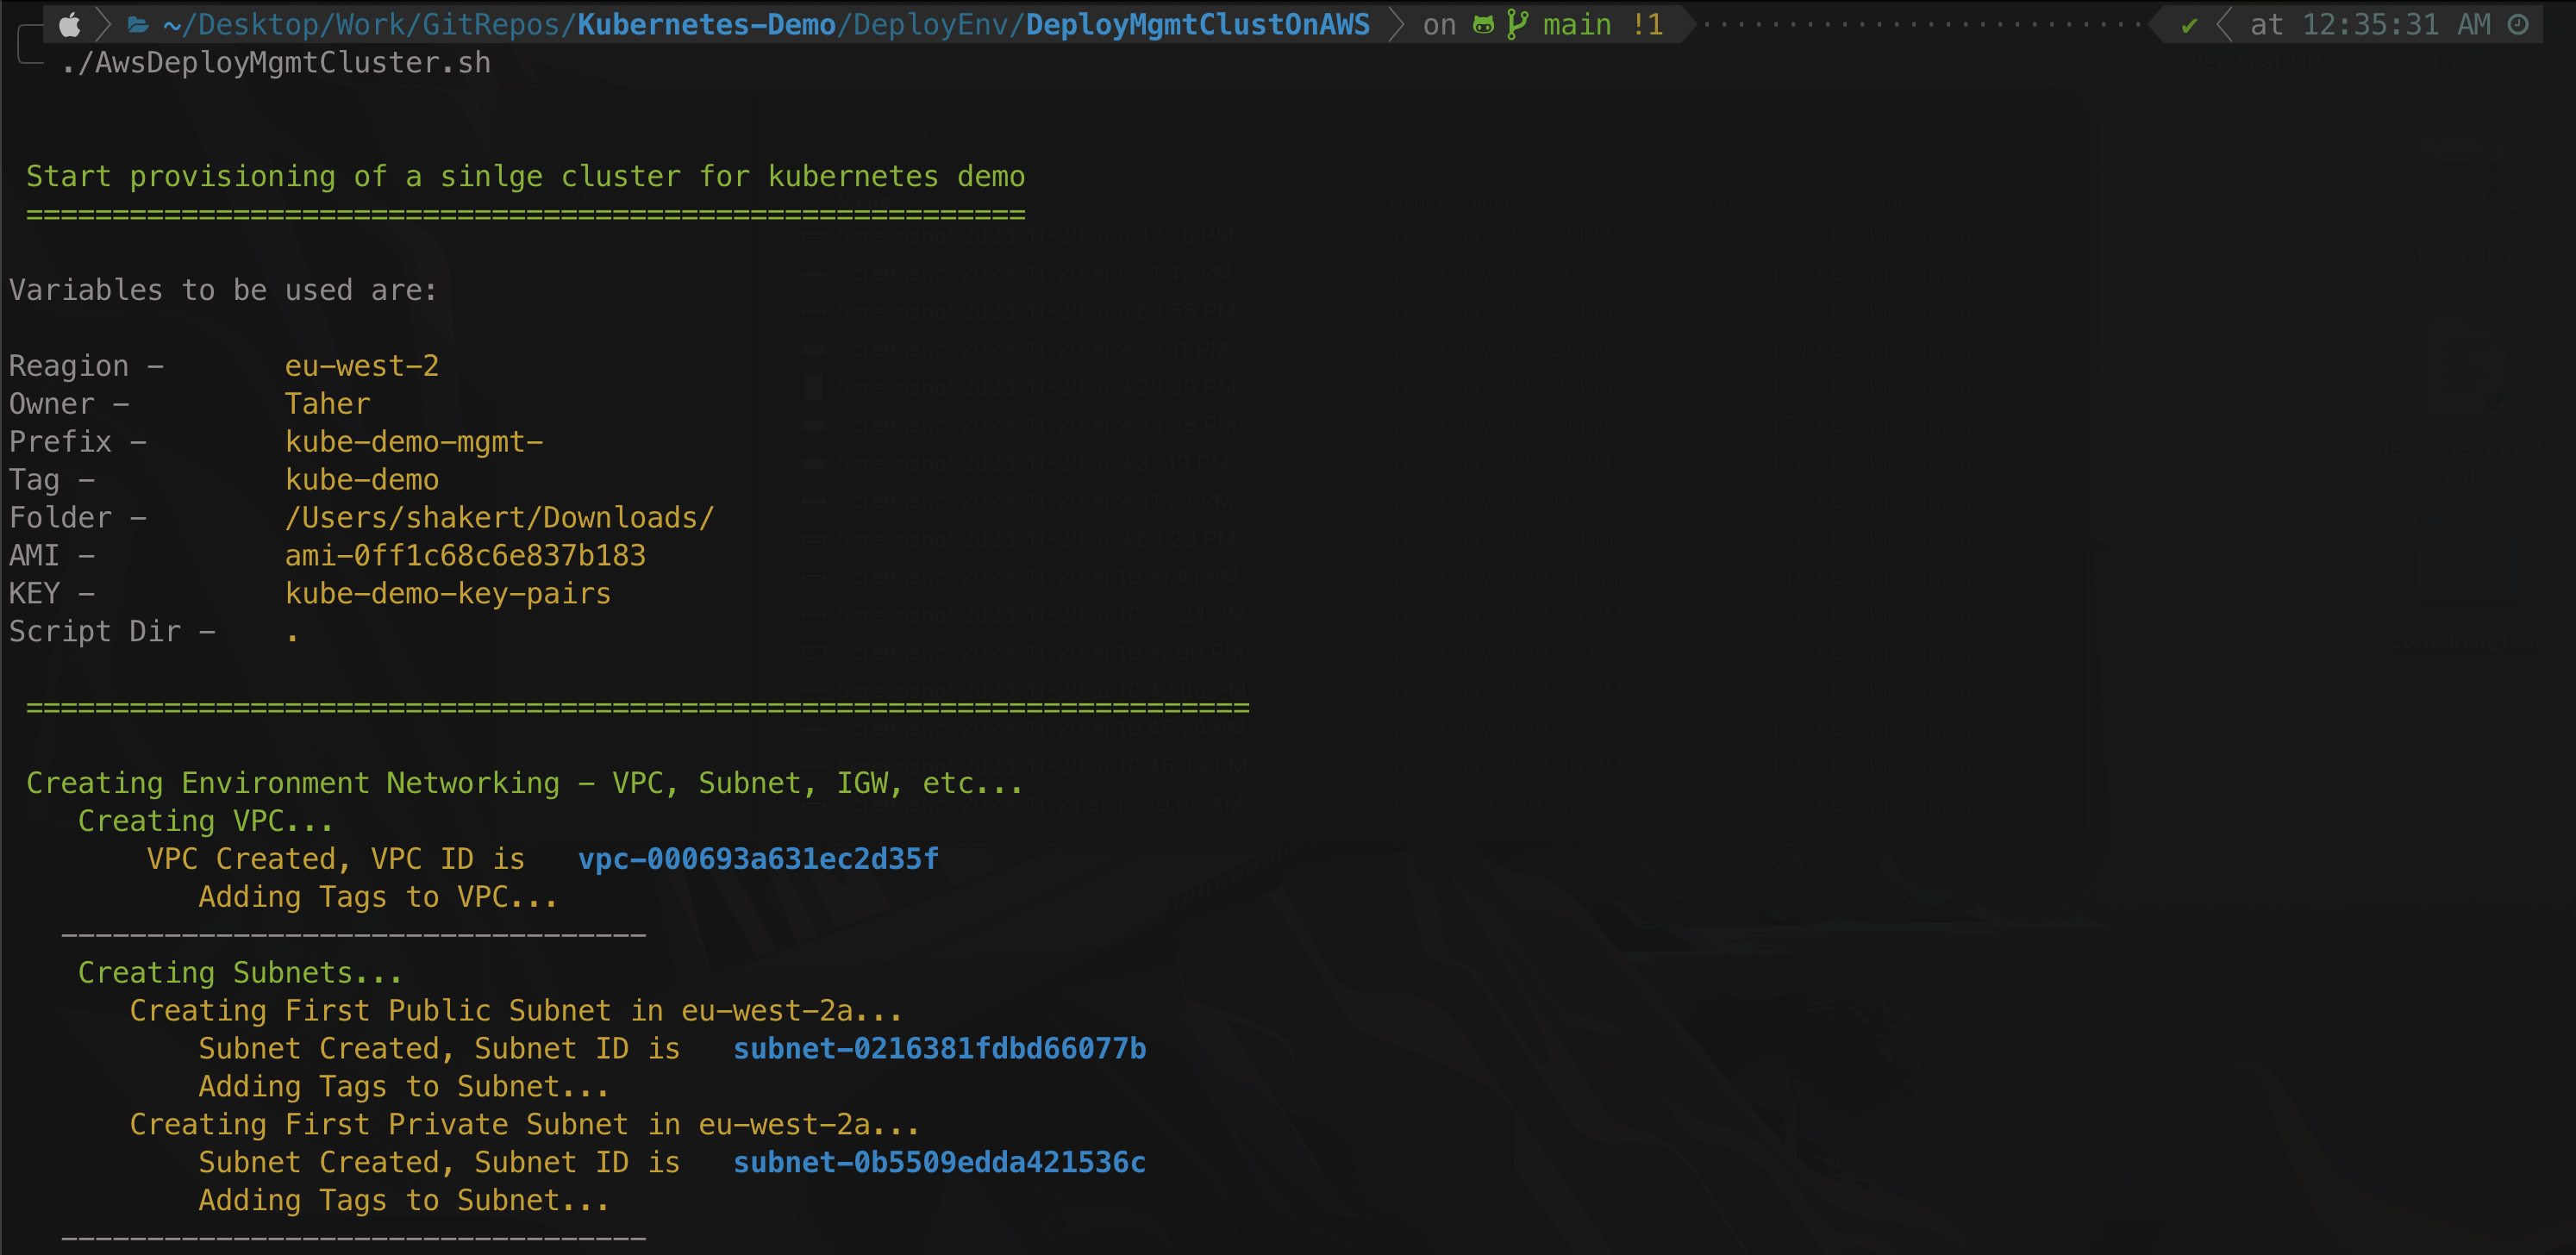 ~/Desktop/Work/GitRepos/Kubernetes-Demo/DeployEnv/DeployMgmtClustOnAWS on main !1 ✔ at 12:35:31 AM
./AwsDeployMgmtCluster.sh
Start provisioning of a sinlge cluster for kubernetes demo
==========================================================
Variables to be used are:
Reagion - eu-west-2
Owner - Taher
Prefix - kube-demo-mgmt-
Tag - kube-demo
Folder - /Users/shakert/Downloads/
AMI - ami-0ff1c68c6e837b183
KEY - kube-demo-key-pairs
Script Dir - .
=======================================================================
Creating Environment Networking - VPC, Subnet, IGW, etc...
Creating VPC...
VPC Created, VPC ID is vpc-000693a631ec2d35f
Adding Tags to VPC...
----------------------------------
Creating Subnets...
Creating First Public Subnet in eu-west-2a...
Subnet Created, Subnet ID is subnet-0216381fdbd66077b
Adding Tags to Subnet...
Creating First Private Subnet in eu-west-2a...
Subnet Created, Subnet ID is subnet-0b5509edda421536c
Adding Tags to Subnet...
----------------------------------